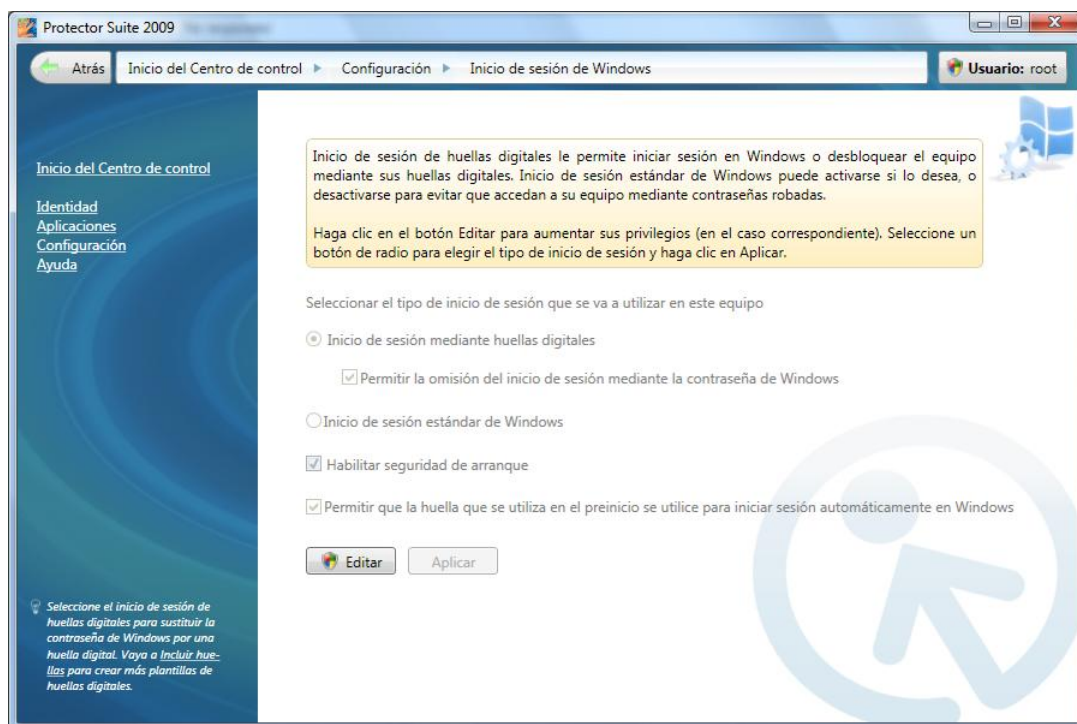 Protector Suite 2009
Atrás
Inicio del Centro de control
Configuración
Inicio de sesión de Windows
Usuario: root
Inicio del Centro de control
Identidad
Aplicaciones
Configuración
Ayuda
Inicio de sesión de huellas digitales le permite iniciar sesión en Windows o desbloquear el equipo
mediante sus huellas digitales. Inicio de sesión estándar de Windows puede activarse si lo desea, o
desactivarse para evitar que accedan a su equipo mediante contraseñas robadas.
Haga clic en el botón Editar para aumentar sus privilegios (en el caso correspondiente). Seleccione un
botón de radio para elegir el tipo de inicio de sesión y haga clic en Aplicar.
Seleccionar el tipo de inicio de sesión que se va a utilizar en este equipo
Inicio de sesión mediante huellas digitales
Permitir la omisión del inicio de sesión mediante la contraseña de Windows
Inicio de sesión estándar de Windows
Habilitar seguridad de arranque
Permitir que la huella que se utiliza en el preinicio se utilice para iniciar sesión automáticamente en Windows
Editar
Aplicar
Seleccione el inicio de sesión de
huellas digitales para sustituir la
contraseña de Windows por una
huella digital. Vaya a Incluir hue-
llas para crear más plantillas de
huellas digitales.